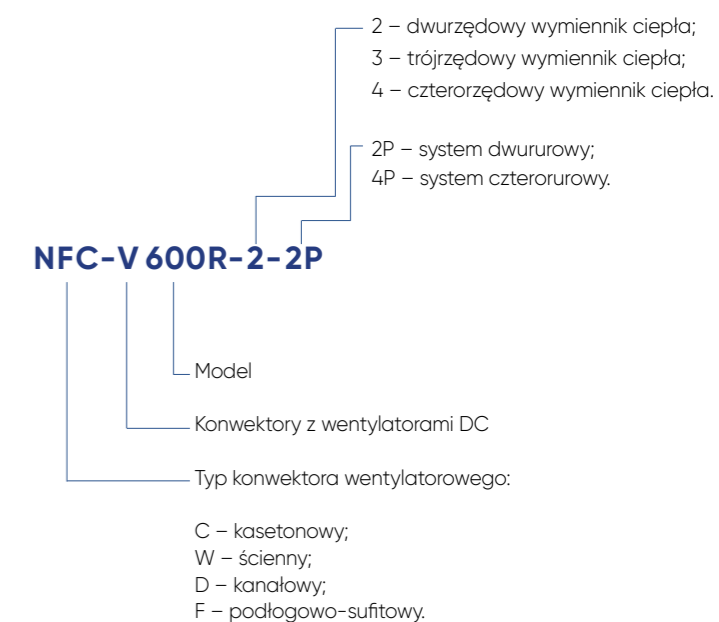 2 – dwurzędowy wymiennik ciepła;
3 – trójrzędowy wymiennik ciepła;
4 – czterorzędowy wymiennik ciepła.
2P – system dwururowy;
4P – system czterorurowy.
NFC-V 600R-2-2P
Model
Konwektory z wentylatorami DC
Typ konwektora wentylatorowego:
C – kasetonowy;
W – ścienny;
D – kanałowy;
F – podłogowo-sufitowy.